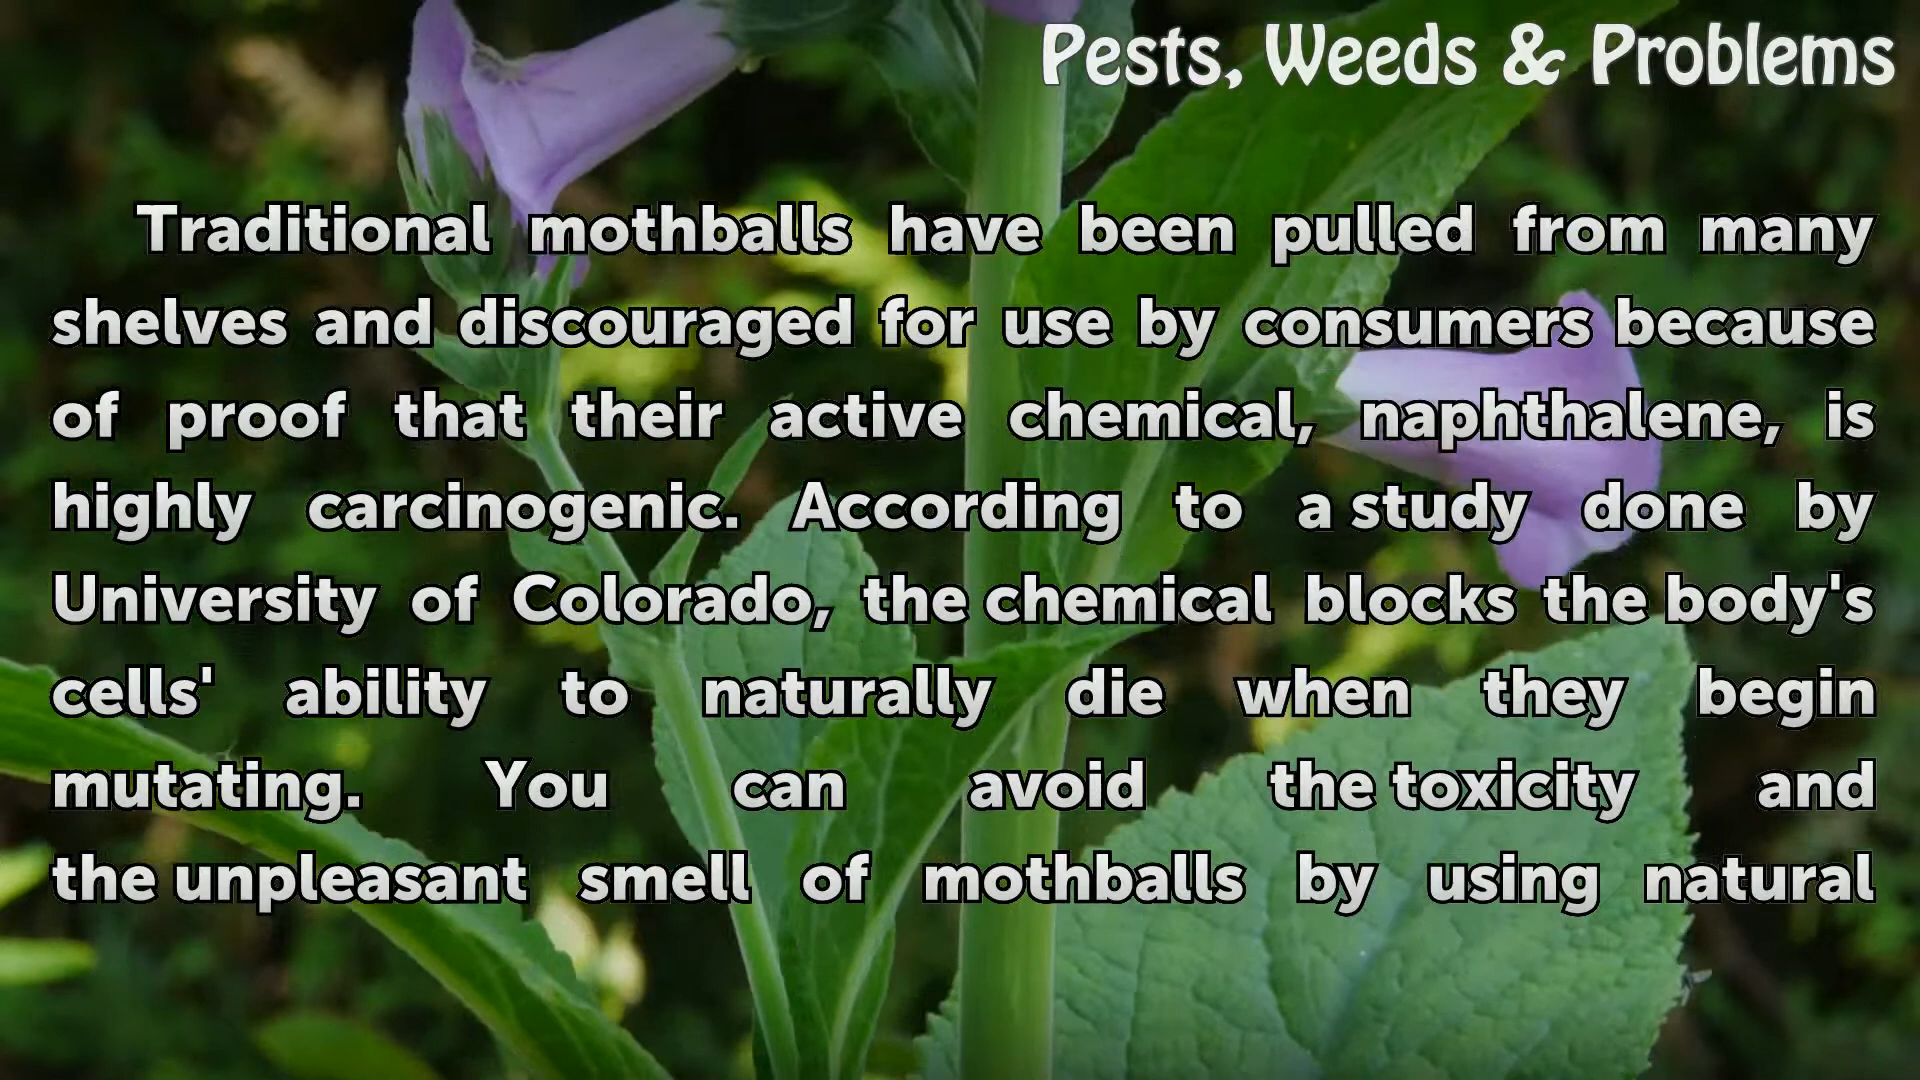 Pests, Weeds & Problems
Traditional mothballs have been pulled from many
shelves and discouraged for use by consumers because
of proof that their active chemical, naphthalene, is
highly carcinogenic. According to a study done by
University of Colorado, the chemical blocks the body's
cells' ability to naturally die when they begin
mutating. You can avoid the toxicity and
the unpleasant smell of mothballs by using natural